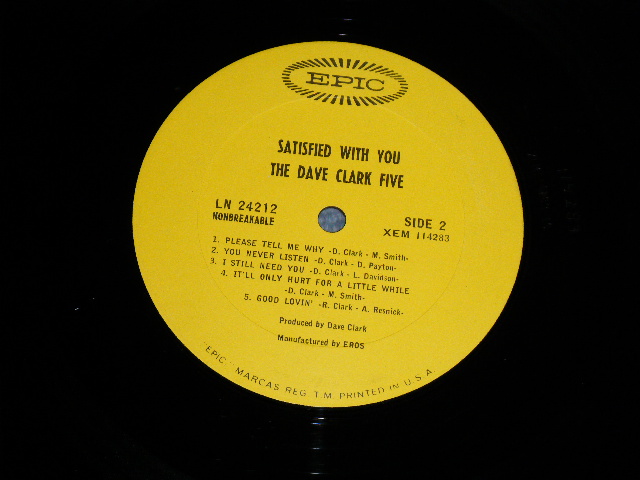 EPIC
SATISFIED WITH YOU
THE DAVE CLARK FIVE
LN 24212
NONBREAKABLE
SIDE 2
XEM 114283
1. PLEASE TELL ME WHY -D. Clark - M. Smith-
2. YOU NEVER LISTEN -D. Clark - D. Payton-
3. I STILL NEED YOU -D. Clark - L. Davidson-
4. IT'LL ONLY HURT FOR A LITTLE WHILE
-D. Clark - M. Smith-
5. GOOD LOVIN' -R. Clark - A. Resnick-
Produced by Dave Clark
Manufactured by EROS
"EPIC" MARCAS REG. T.M. PRINTED IN U.S.A.